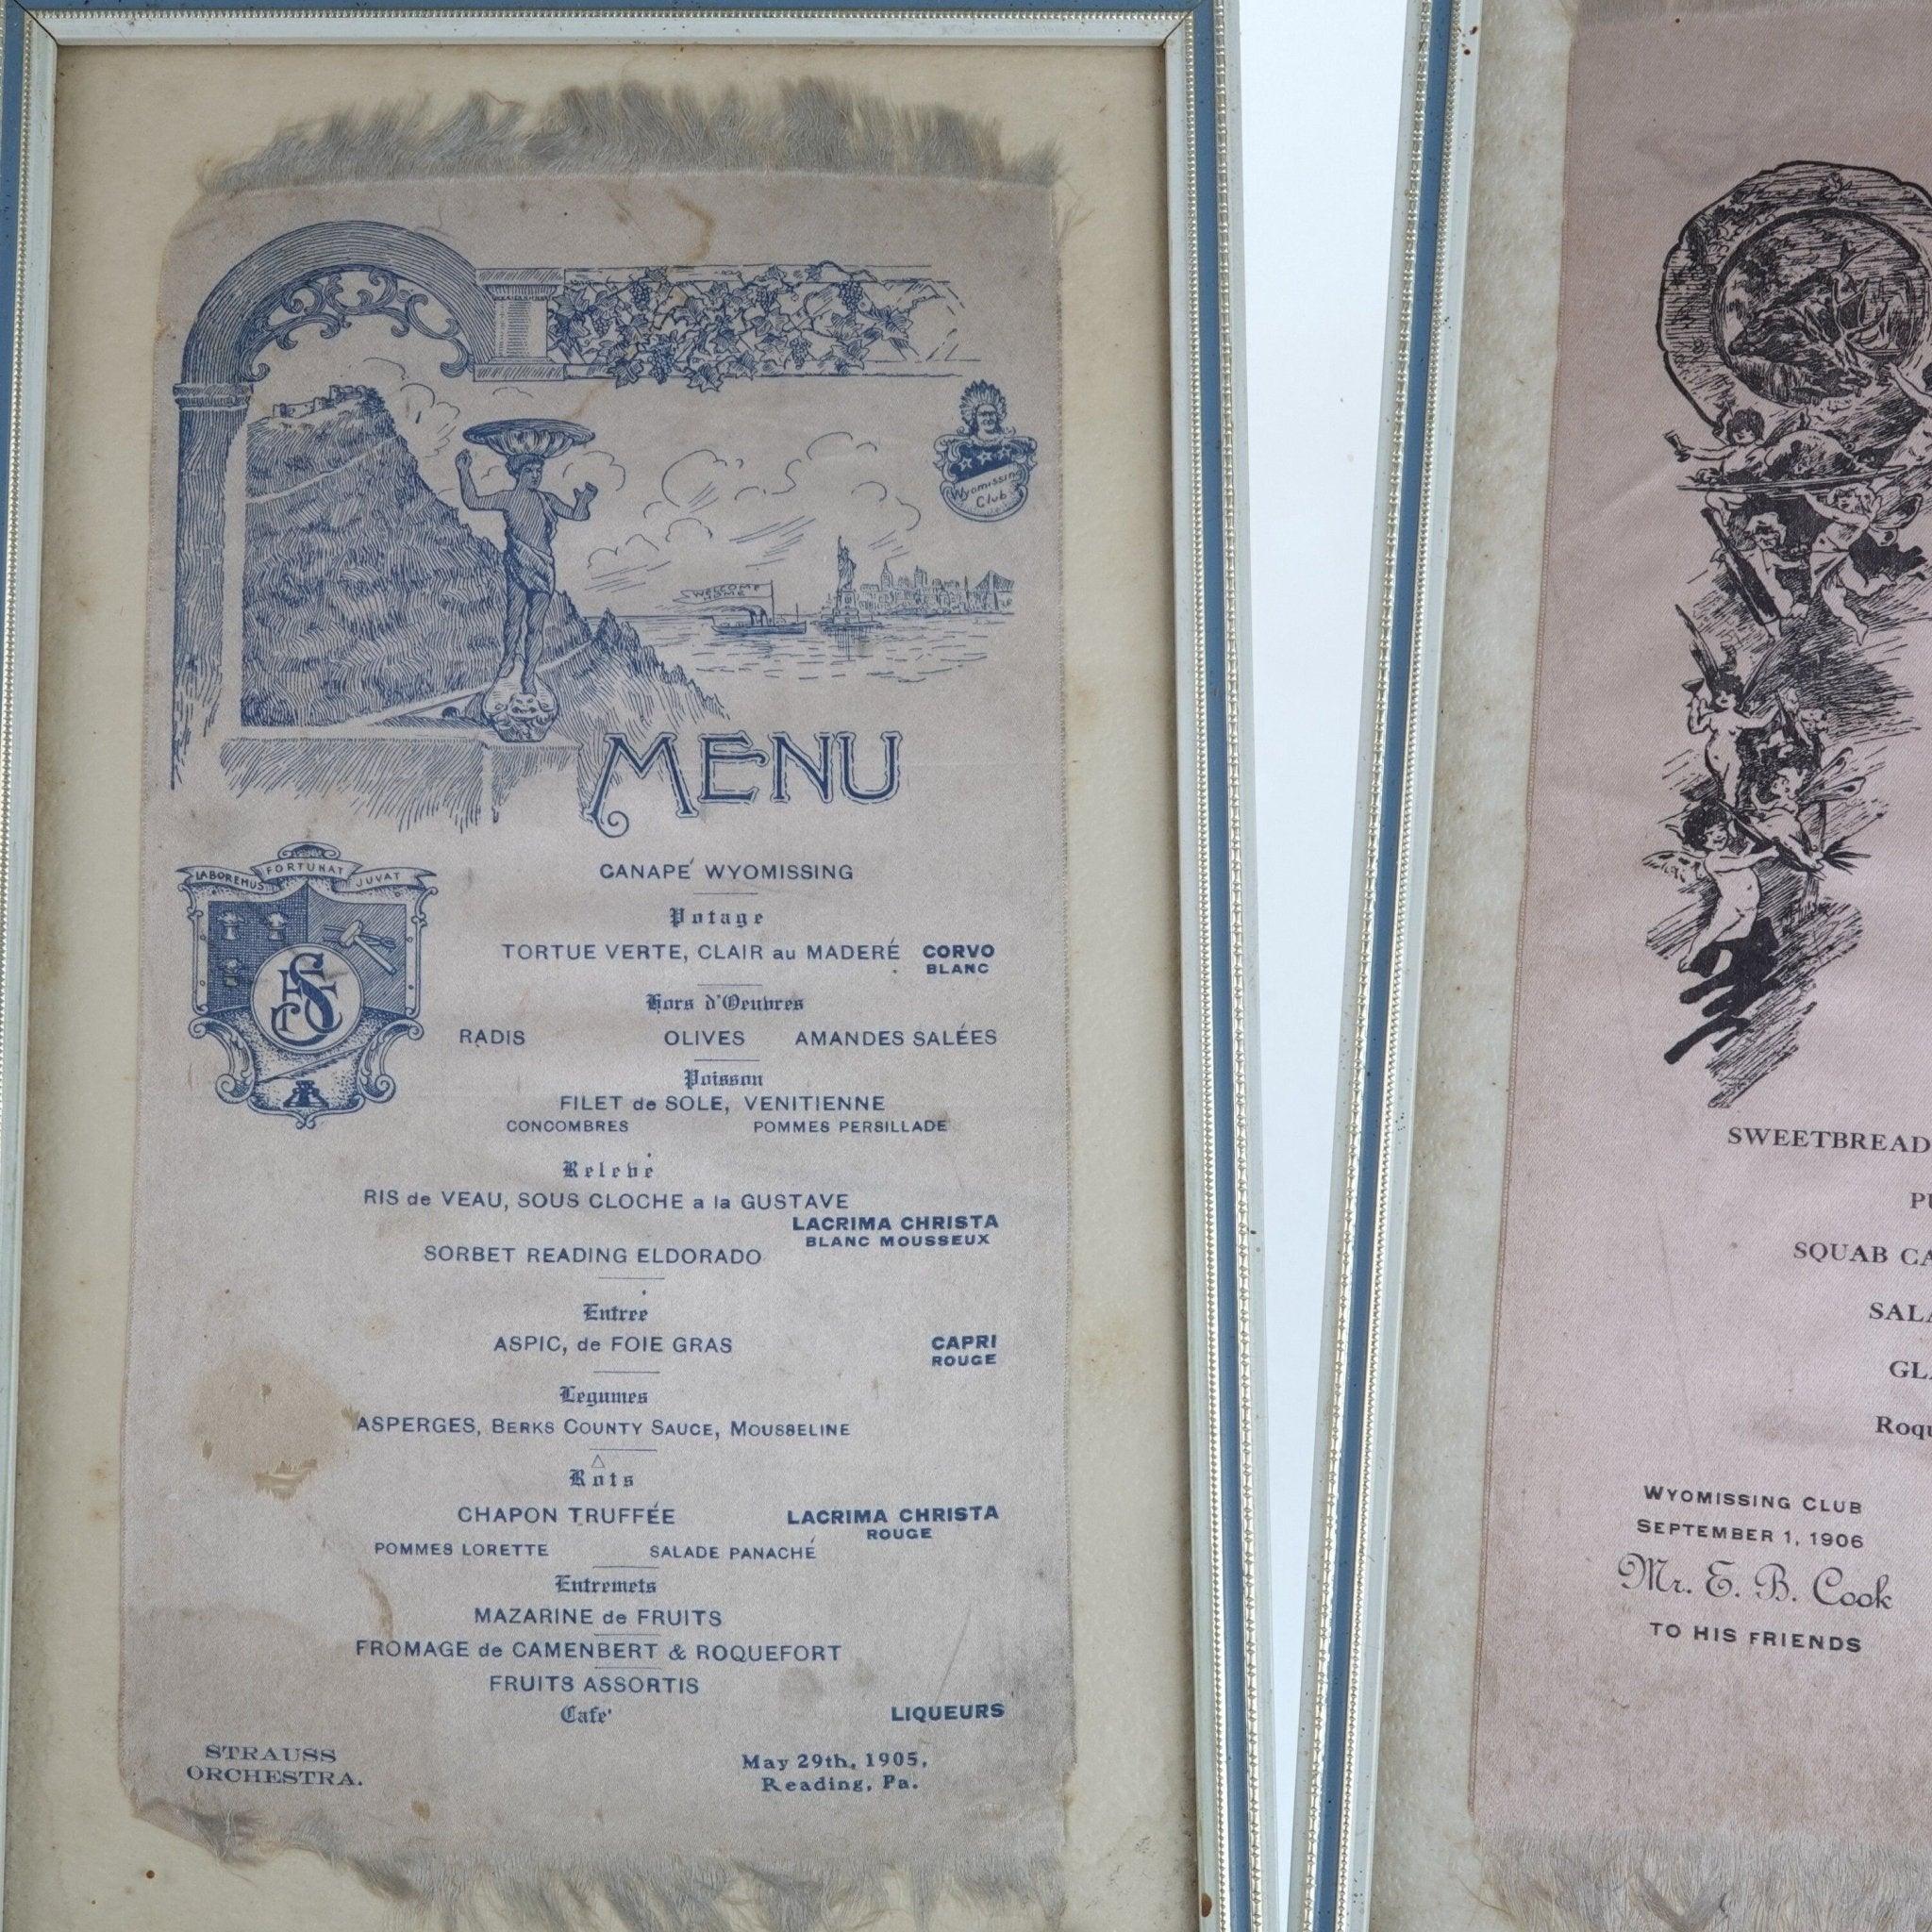 Wyomissing
Club
WELCOME
HOME
MENU
LABOREMUS FORTUNAT JUVAT
CANAPÉ WYOMISSING
Potage
TORTUE VERTE, CLAIR au MADERÉ CORVO
BLANC
Hors d'Oeuvres
RADIS OLIVES AMANDES SALÉES
Poisson
FILET de SOLE, VENITIENNE
CONCOMBRES POMMES PERSILLADE
Relevé
RIS de VEAU, SOUS CLOCHE a la GUSTAVE
LACRIMA CHRISTA
BLANC MOUSSEUX
SORBET READING ELDORADO
Entreé
ASPIC, de FOIE GRAS CAPRI
ROUGE
Legumes
ASPERGES, BERKS COUNTY SAUCE, MOUSSELINE
Rôts
CHAPON TRUFFÉE LACRIMA CHRISTA
ROUGE
POMMES LORETTE SALADE PANACHÉ
Entremets
MAZARINE de FRUITS
FROMAGE de CAMENBERT & ROQUEFORT
FRUITS ASSORTIS
Cafe' LIQUEURS
STRAUSS
ORCHESTRA.
May 29th, 1905,
Reading, Pa.
SWEETBREAD
SQUAB
WYOMISSING CLUB
SEPTEMBER 1, 1906
Mr. E. B. Cook
TO HIS FRIENDS